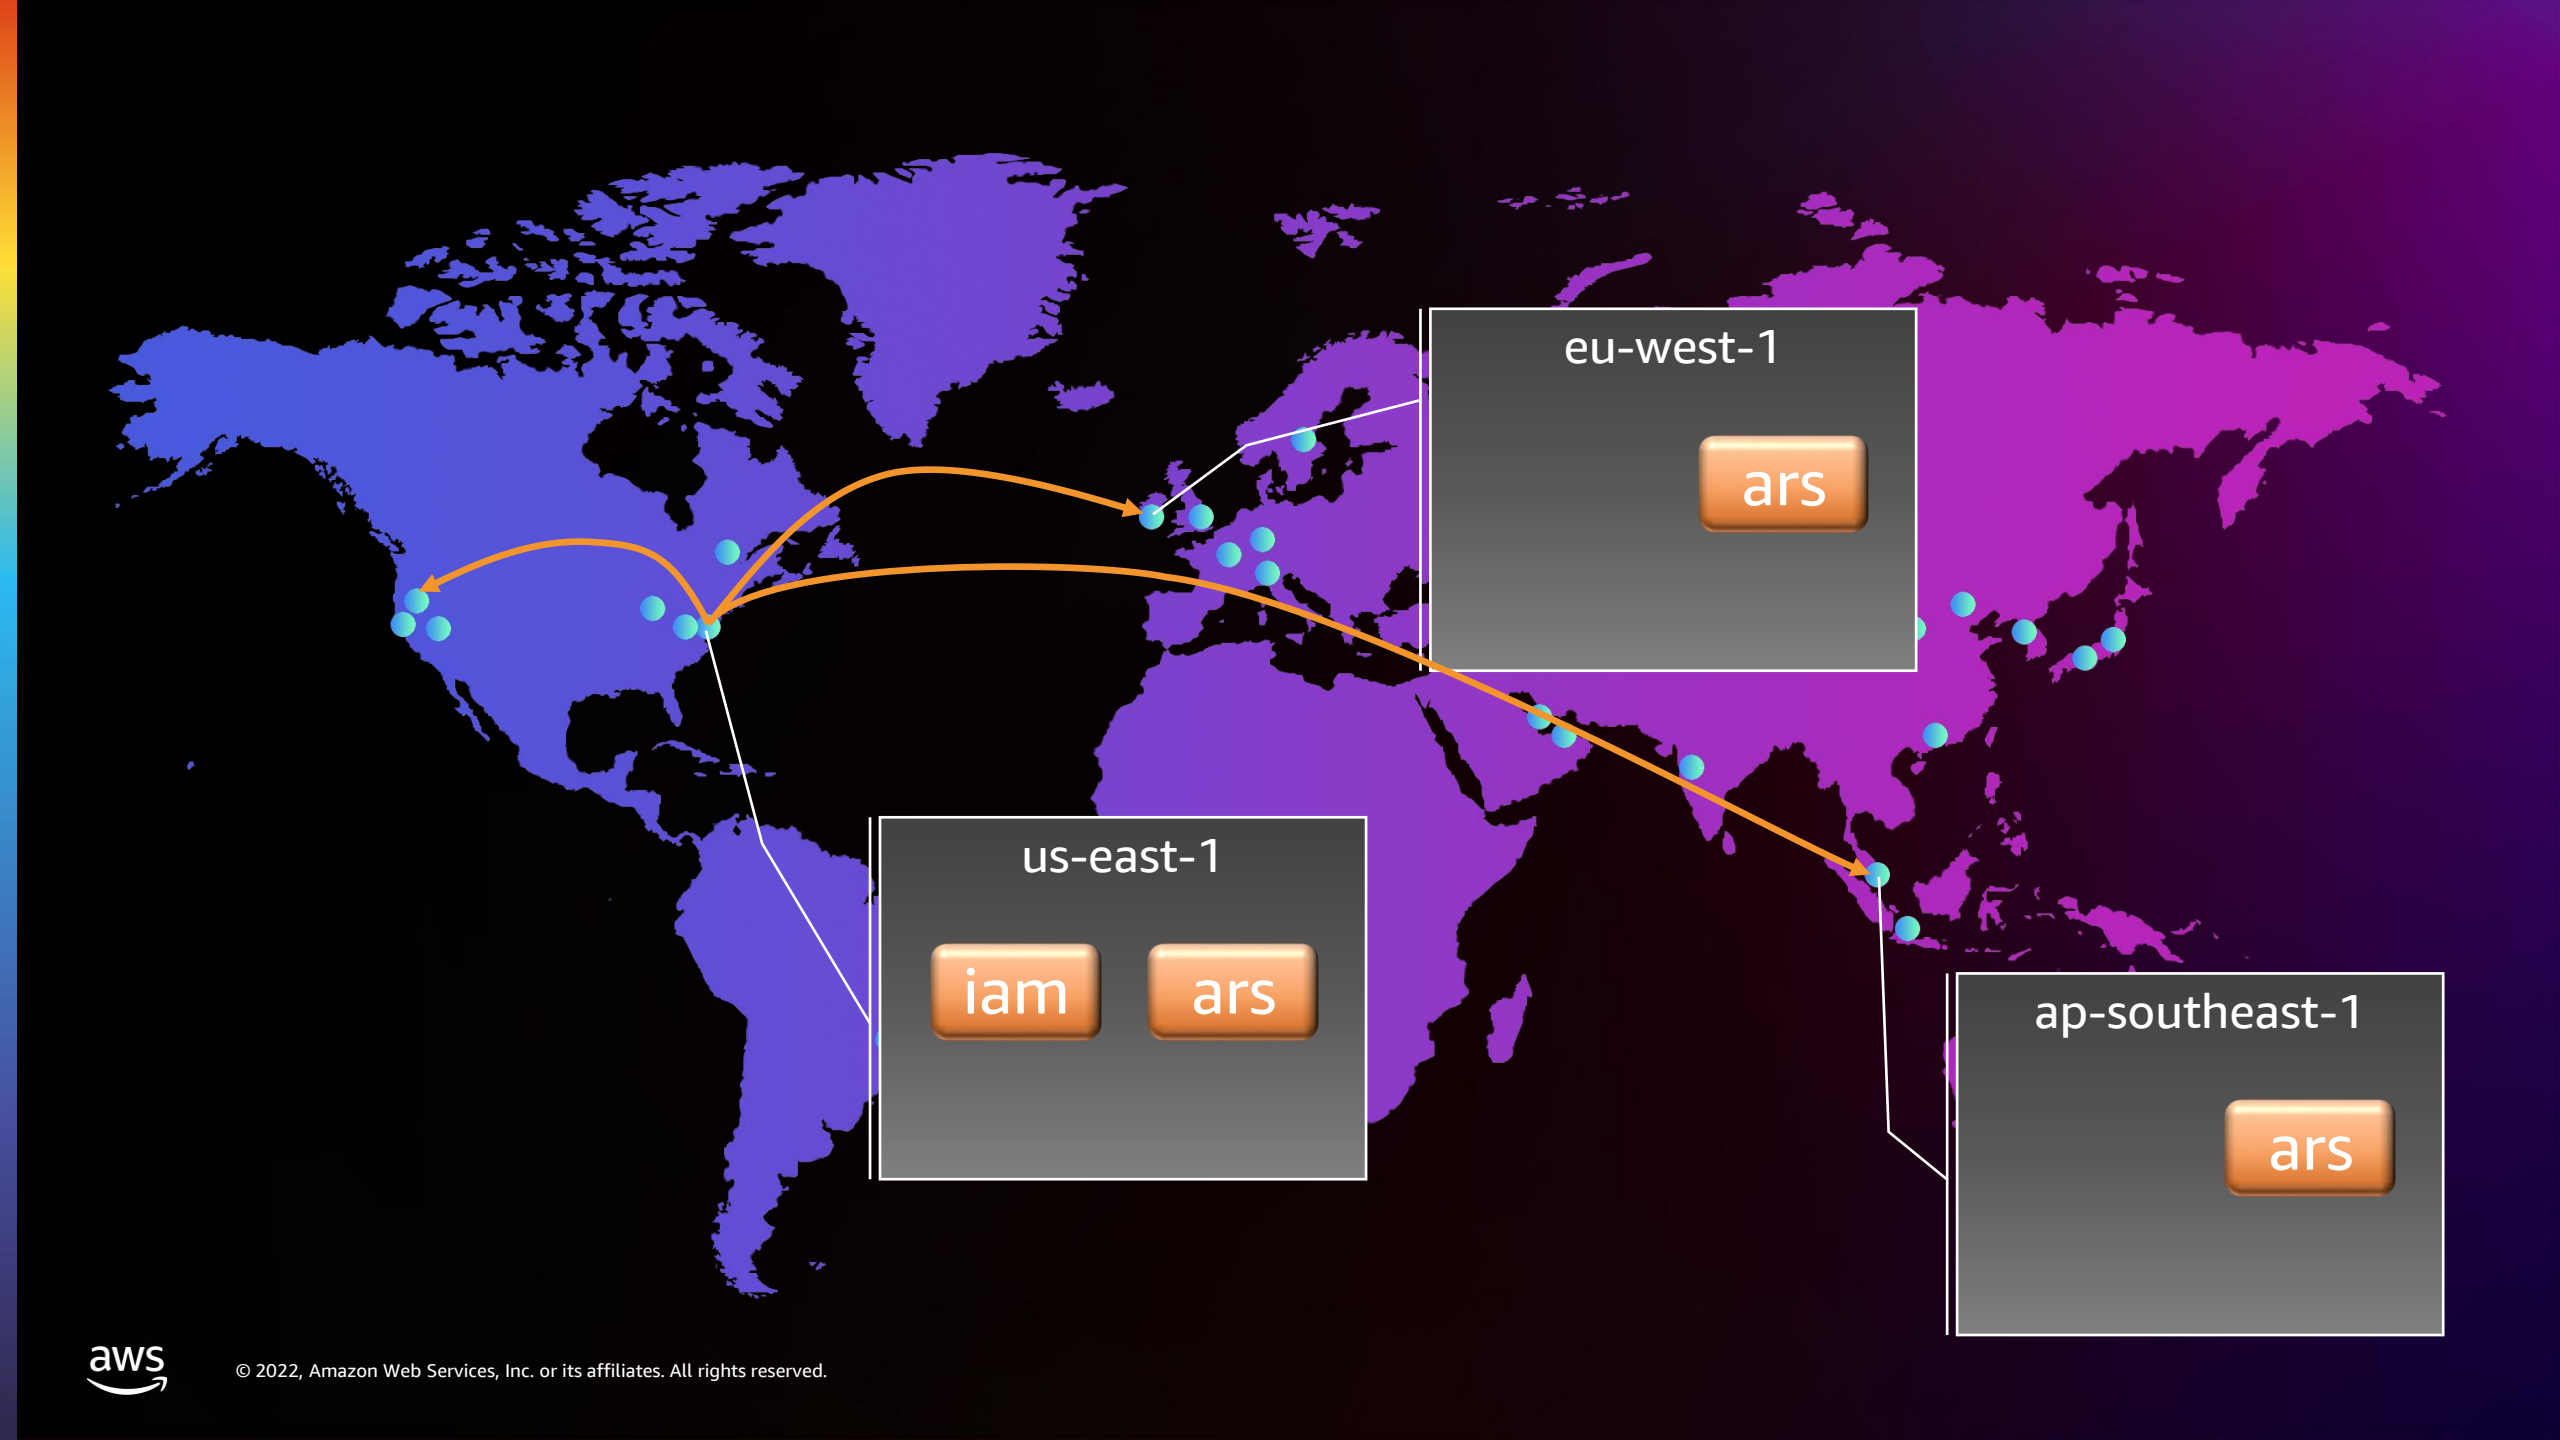 eu-west-1
ars
us-east-1
iam ars
ap-southeast-1
ars
aws
© 2022, Amazon Web Services, Inc. or its affiliates. All rights reserved.